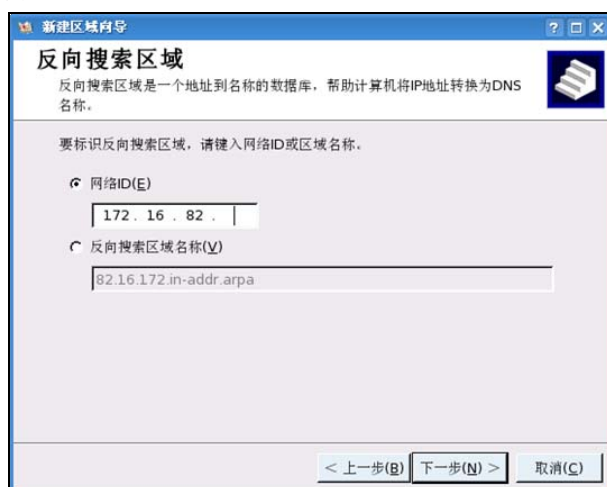 新建区域向导
反向搜索区域
反向搜索区域是一个地址到名称的数据库，帮助计算机将IP地址转换为DNS
名称。
要标识反向搜索区域，请键入网络ID或区域名称。
网络ID(E)
172 . 16 . 82 .
反向搜索区域名称(V)
82.16.172.in-addr.arpa
< 上一步(B) 下一步(N) > 取消(C)